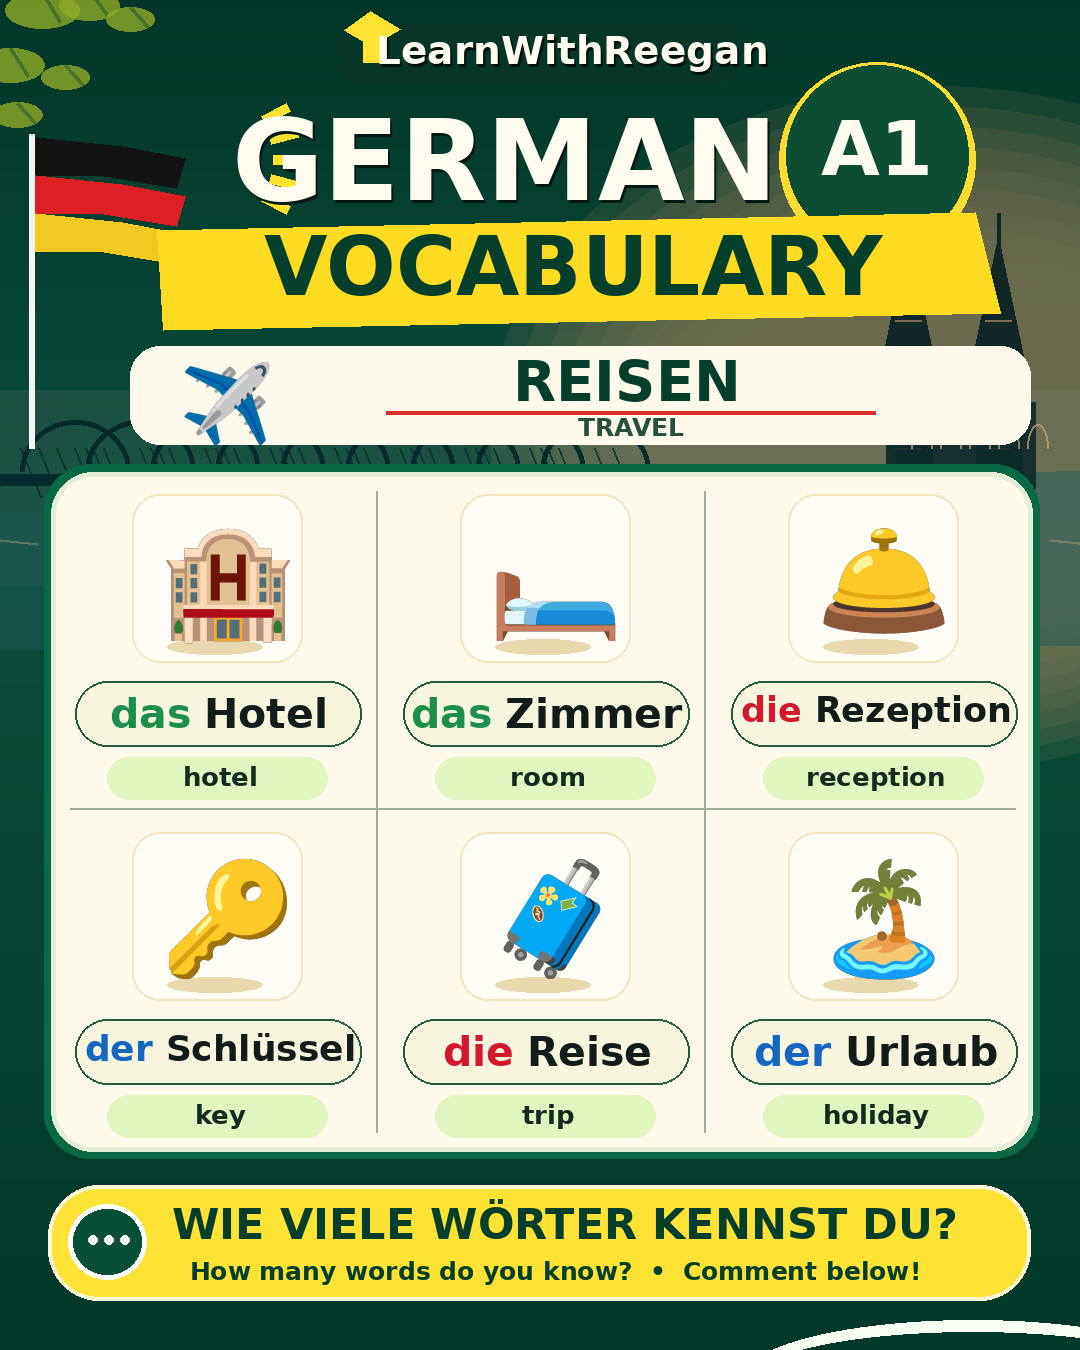 LearnWithReegan
GERMAN
A1
VOCABULARY
REISEN
TRAVEL
H
das Hotel
das Zimmer
die Rezeption
hotel
room
reception
der Schlüssel
die Reise
der Urlaub
key
trip
holiday
WIE VIELE WÖRTER KENNST DU?
How many words do you know? • Comment below!